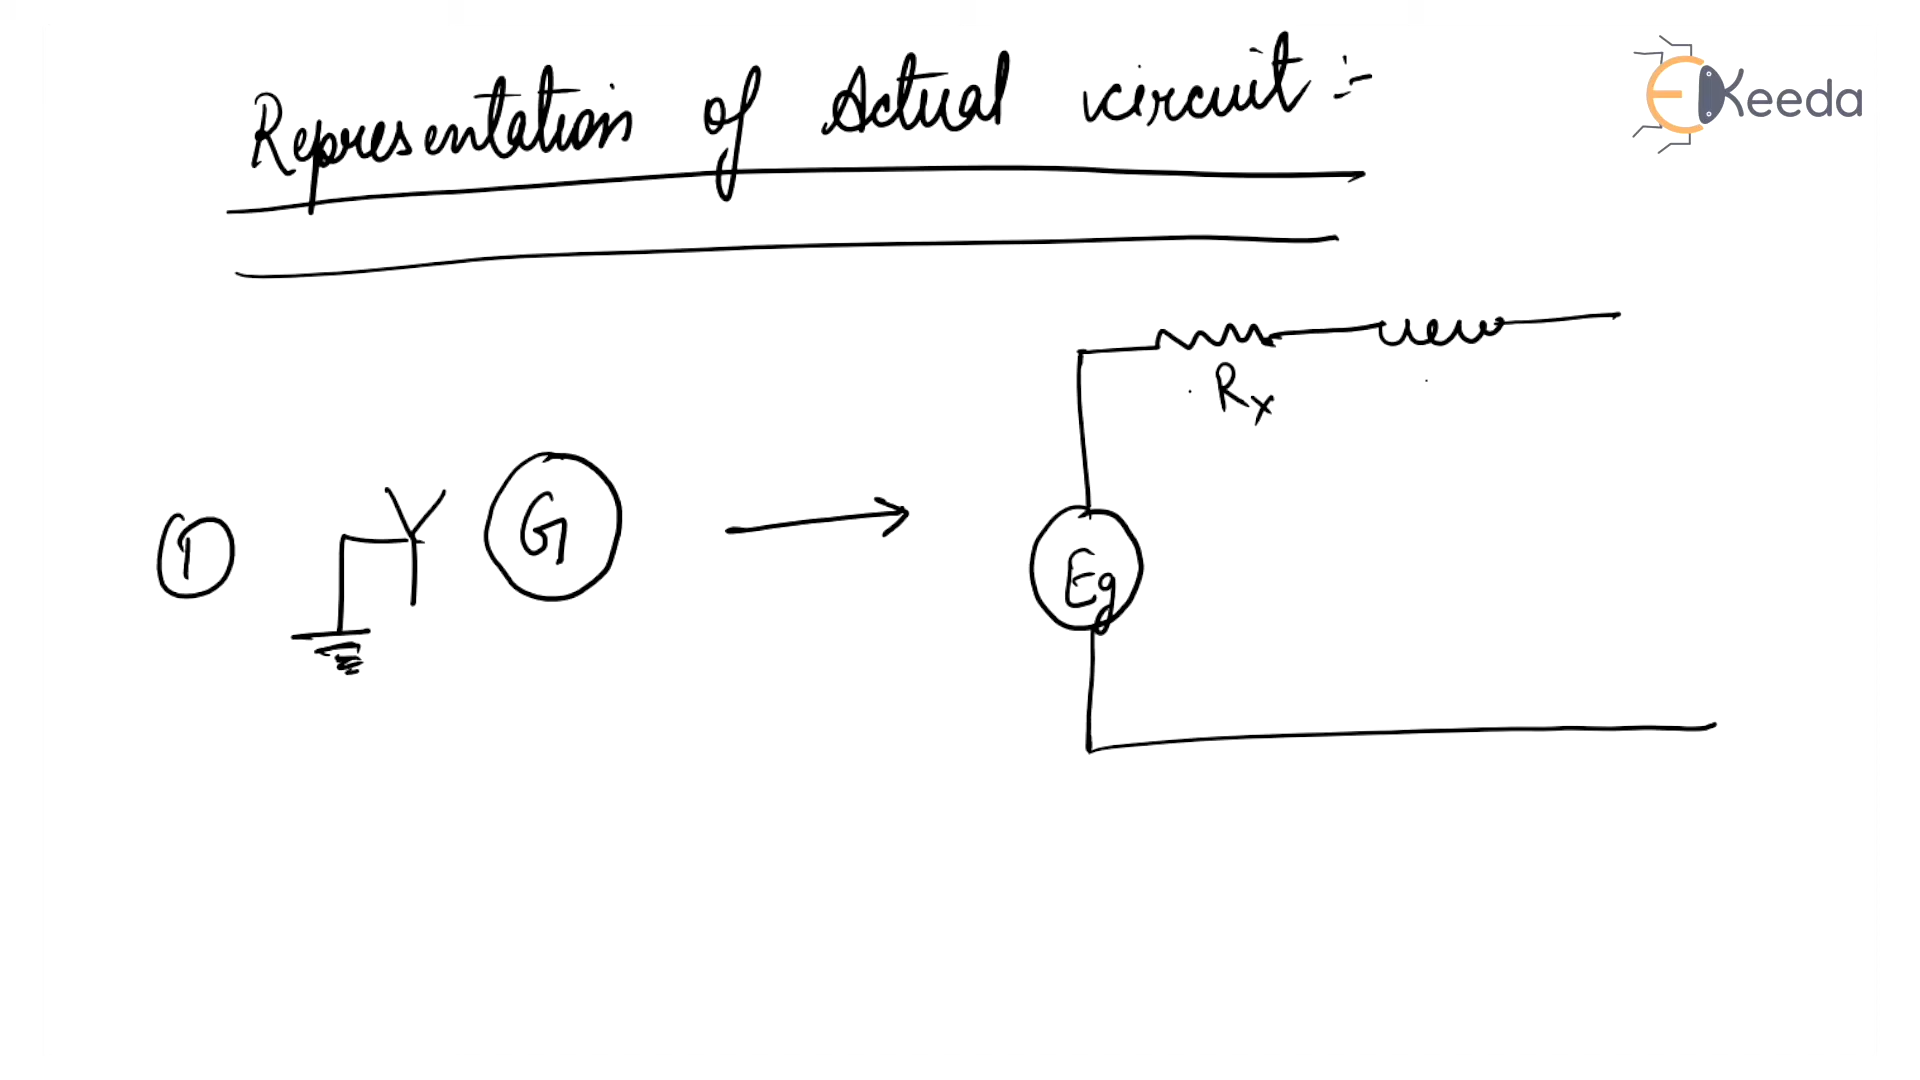 Representation of Actual circuit :-
EKeeda
Rx
1
G
Eg